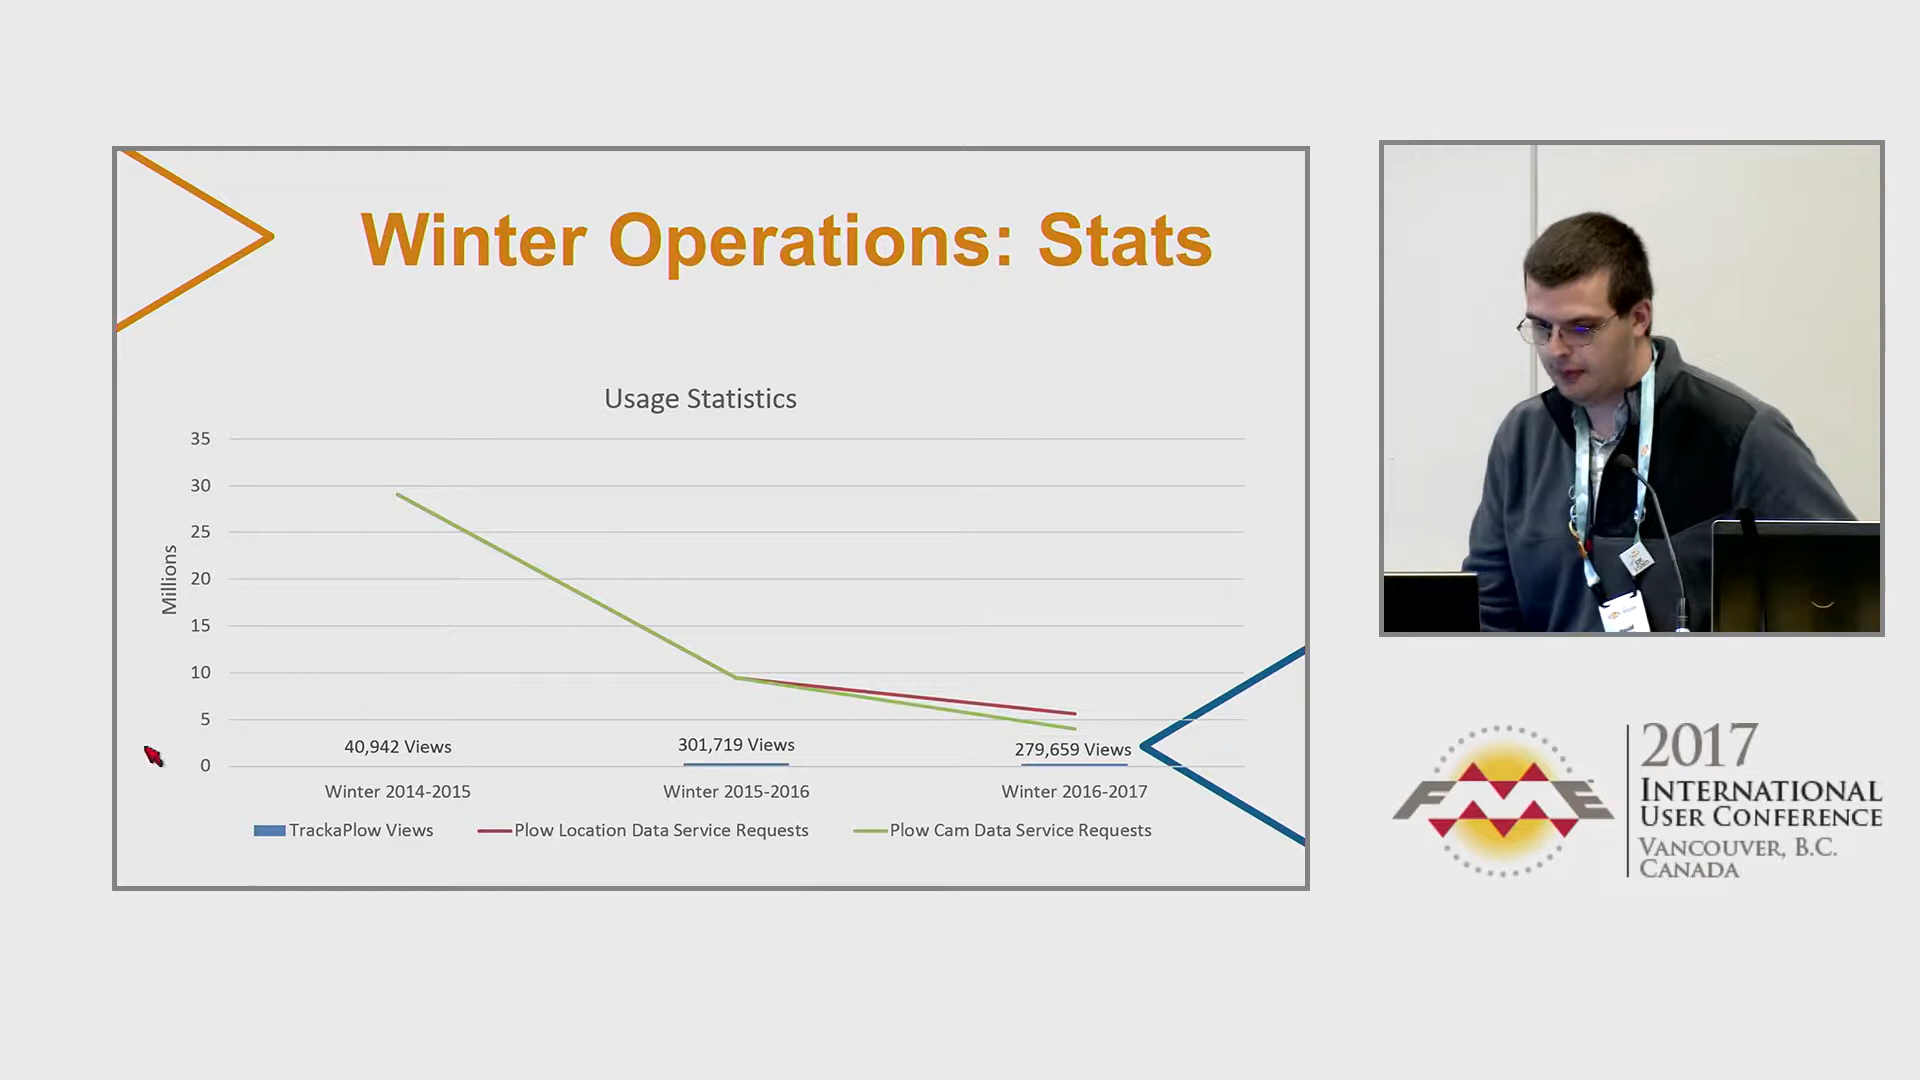 Winter Operations: Stats
Usage Statistics
35
30
25
20
15
10
5
0
Millions
40,942 Views
301,719 Views
279,659 Views
Winter 2014-2015
Winter 2015-2016
Winter 2016-2017
TrackaPlow Views
Plow Location Data Service Requests
Plow Cam Data Service Requests
FME
2017
INTERNATIONAL
USER CONFERENCE
VANCOUVER, B.C.
CANADA